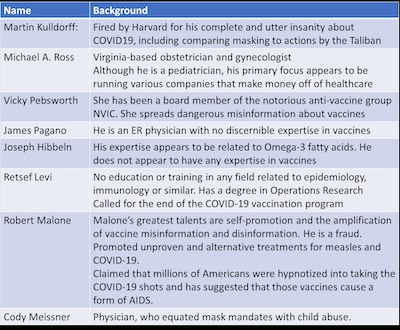 Name Background
Martin Kulldorff: Fired by Harvard for his complete and utter insanity about
COVID19, including comparing masking to actions by the Taliban
Michael A. Ross Virginia-based obstetrician and gynecologist
Although he is a pediatrician, his primary focus appears to be
running various companies that make money off of healthcare
Vicky Pebsworth She has been a board member of the notorious anti-vaccine group
NVIC. She spreads dangerous misinformation about vaccines
James Pagano He is an ER physician with no discernible expertise in vaccines
Joseph Hibbeln His expertise appears to be related to Omega-3 fatty acids. He
does not appear to have any expertise in vaccines
Retsef Levi No education or training in any field related to epidemiology,
immunology or similar. Has a degree in Operations Research
Called for the end of the COVID-19 vaccination program
Robert Malone Malone's greatest talents are self-promotion and the amplification
of vaccine misinformation and disinformation. He is a fraud.
Promoted unproven and alternative treatments for measles and
COVID-19.
Claimed that millions of Americans were hypnotized into taking the
COVID-19 shots and has suggested that those vaccines cause a
form of AIDS.
Cody Meissner Physician, who equated mask mandates with child abuse.